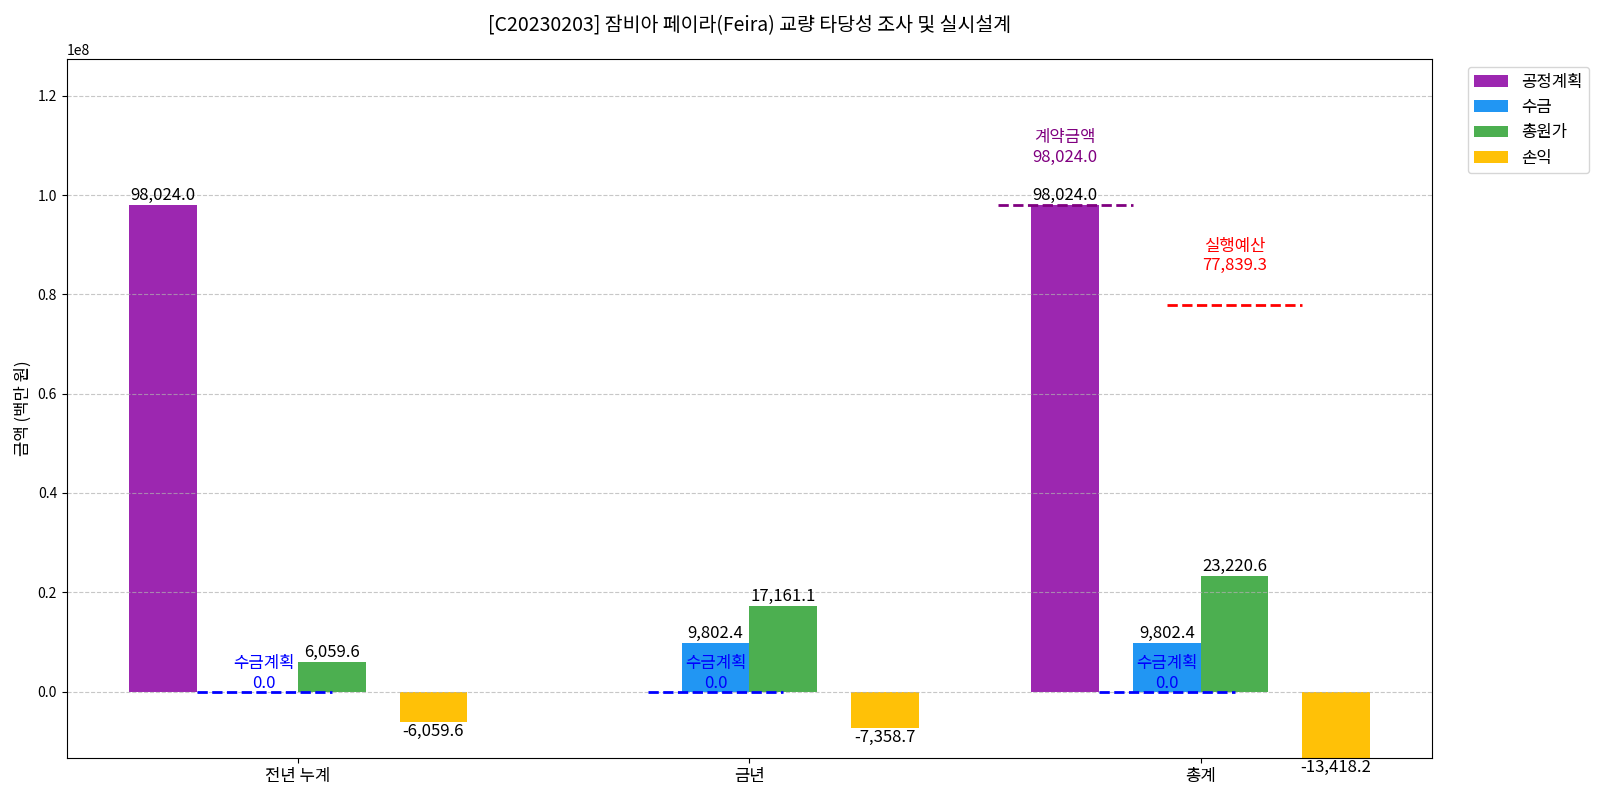 [C20230203] 잠비아 페이라(Feira) 교량 타당성 조사 및 실시설계
1e8
1.2
1.0
0.8
0.6
0.4
0.2
0.0
금액 (백만 원)
98,024.0
수금계획
0.0
6,059.6
-6,059.6
9,802.4
수금계획
0.0
17,161.1
-7,358.7
계약금액
98,024.0
98,024.0
실행예산
77,839.3
9,802.4
수금계획
0.0
23,220.6
-13,418.2
전년 누계
금년
총계
공정계획
수금
총원가
손익